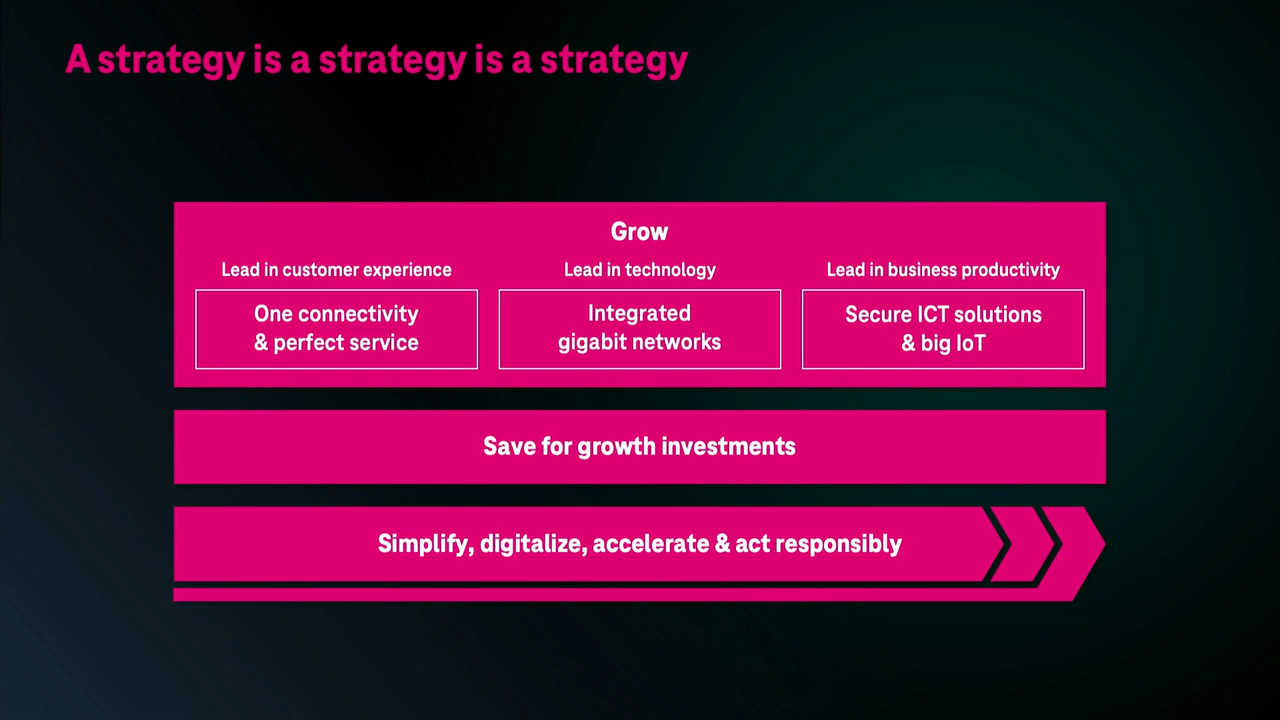 A strategy is a strategy is a strategy
Grow
Lead in customer experience
One connectivity
& perfect service
Lead in technology
Integrated
gigabit networks
Lead in business productivity
Secure ICT solutions
& big IoT
Save for growth investments
Simplify, digitalize, accelerate & act responsibly